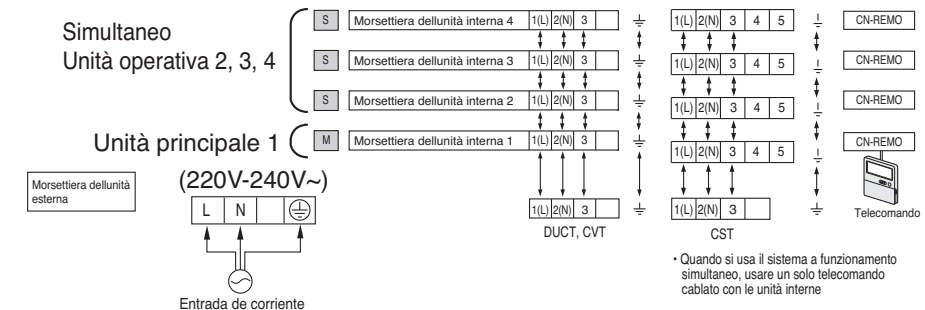 Simultaneo
Unità operativa 2, 3, 4
S Morsettiera dellunità interna 4 1(L) 2(N) 3 1(L) 2(N) 3 4 5 CN-REMO
S Morsettiera dellunità interna 3 1(L) 2(N) 3 1(L) 2(N) 3 4 5 CN-REMO
S Morsettiera dellunità interna 2 1(L) 2(N) 3 1(L) 2(N) 3 4 5 CN-REMO
Unità principale 1 M Morsettiera dellunità interna 1 1(L) 2(N) 3 1(L) 2(N) 3 4 5 CN-REMO
Morsettiera dellunità
esterna
(220V-240V~)
L N
1(L) 2(N) 3 1(L) 2(N) 3
Telecomando
DUCT, CVT
CST
Entrada de corriente
• Quando si usa il sistema a funzionamento
simultaneo, usare un solo telecomando
cablato con le unità interne